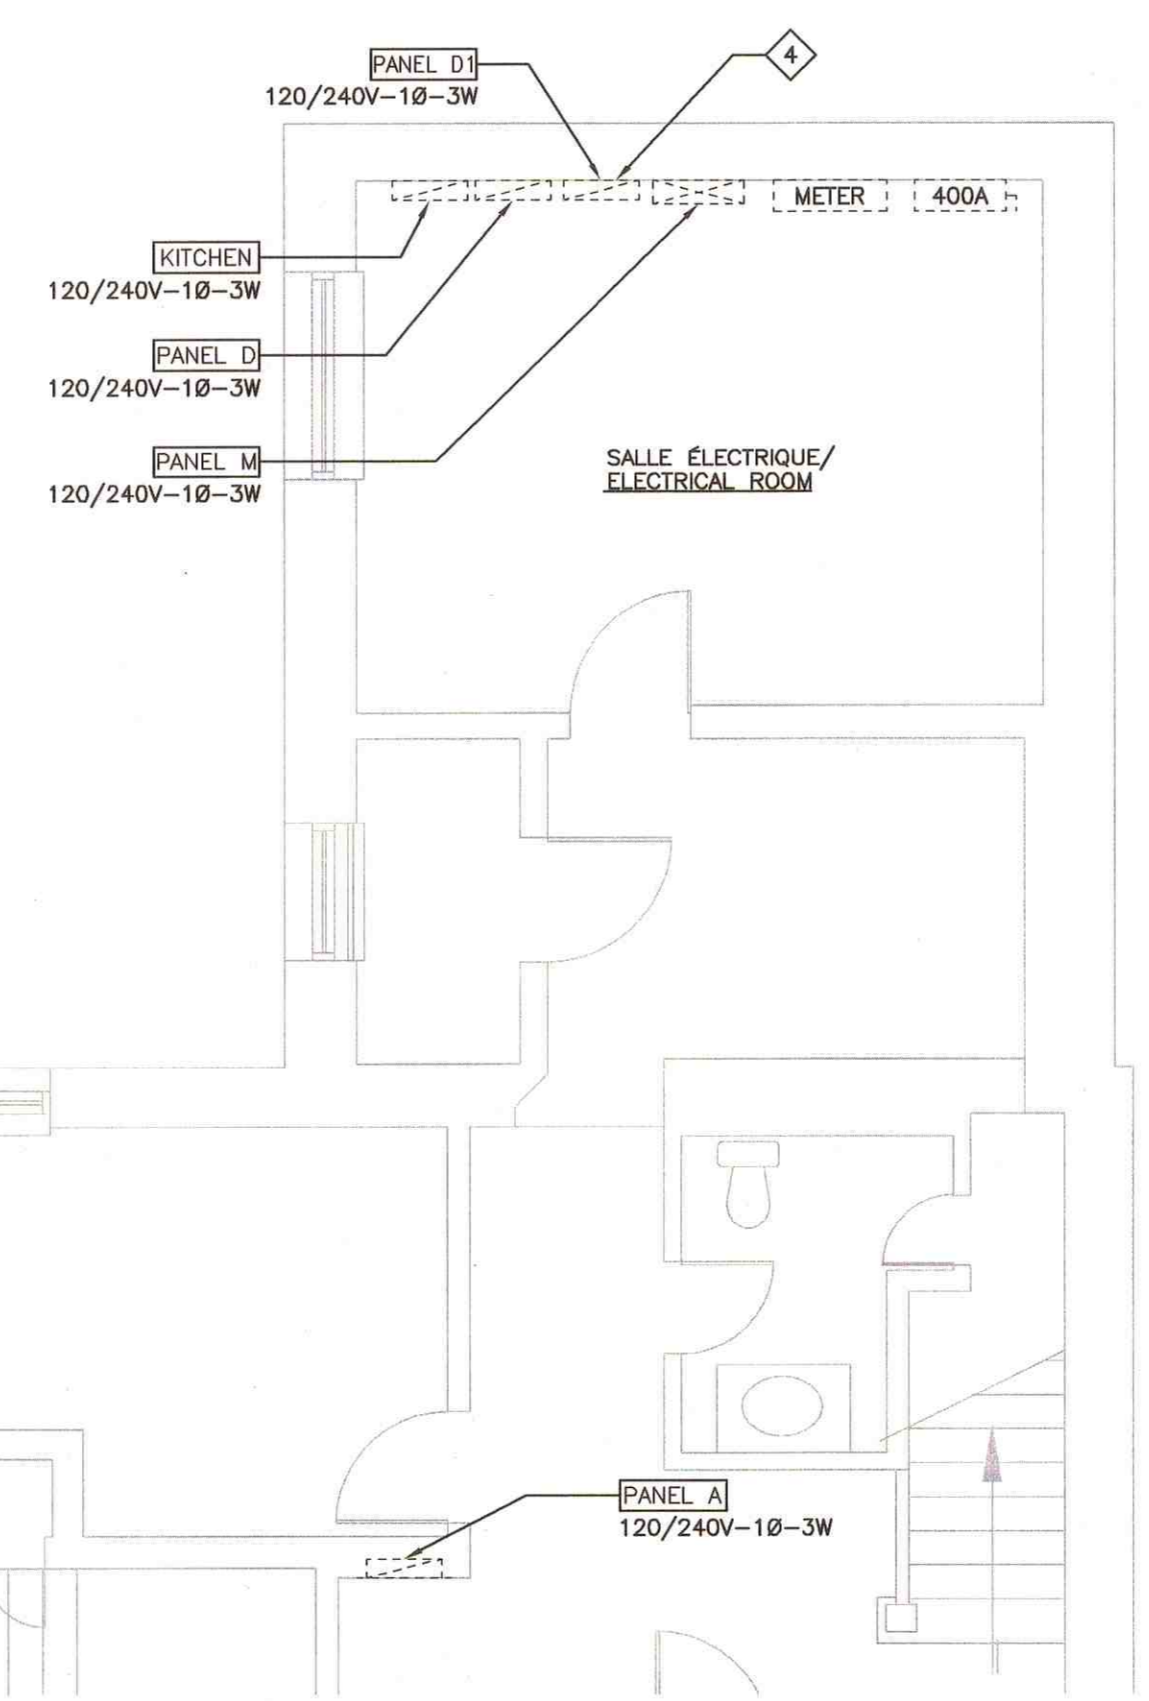 PANEL D1
120/240V-1Ø-3W
4
METER
400A
KITCHEN
120/240V-1Ø-3W
PANEL D
120/240V-1Ø-3W
PANEL M
120/240V-1Ø-3W
SALLE ÉLECTRIQUE/
ELECTRICAL ROOM
PANEL A
120/240V-1Ø-3W